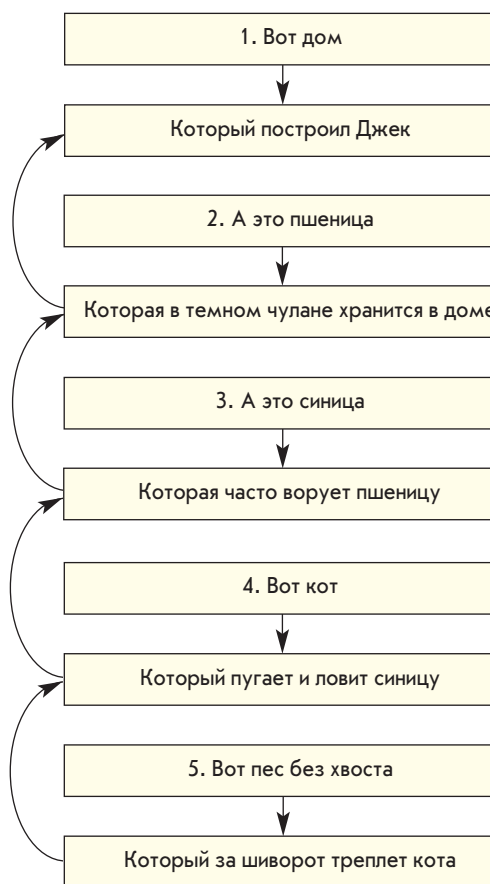 1. Вот дом
Который построил Джек
2. А это пшеница
Которая в темном чулане хранится в доме
3. А это синица
Которая часто ворует пшеницу
4. Вот кот
Который пугает и ловит синицу
5. Вот пес без хвоста
Который за шиворот треплет кота